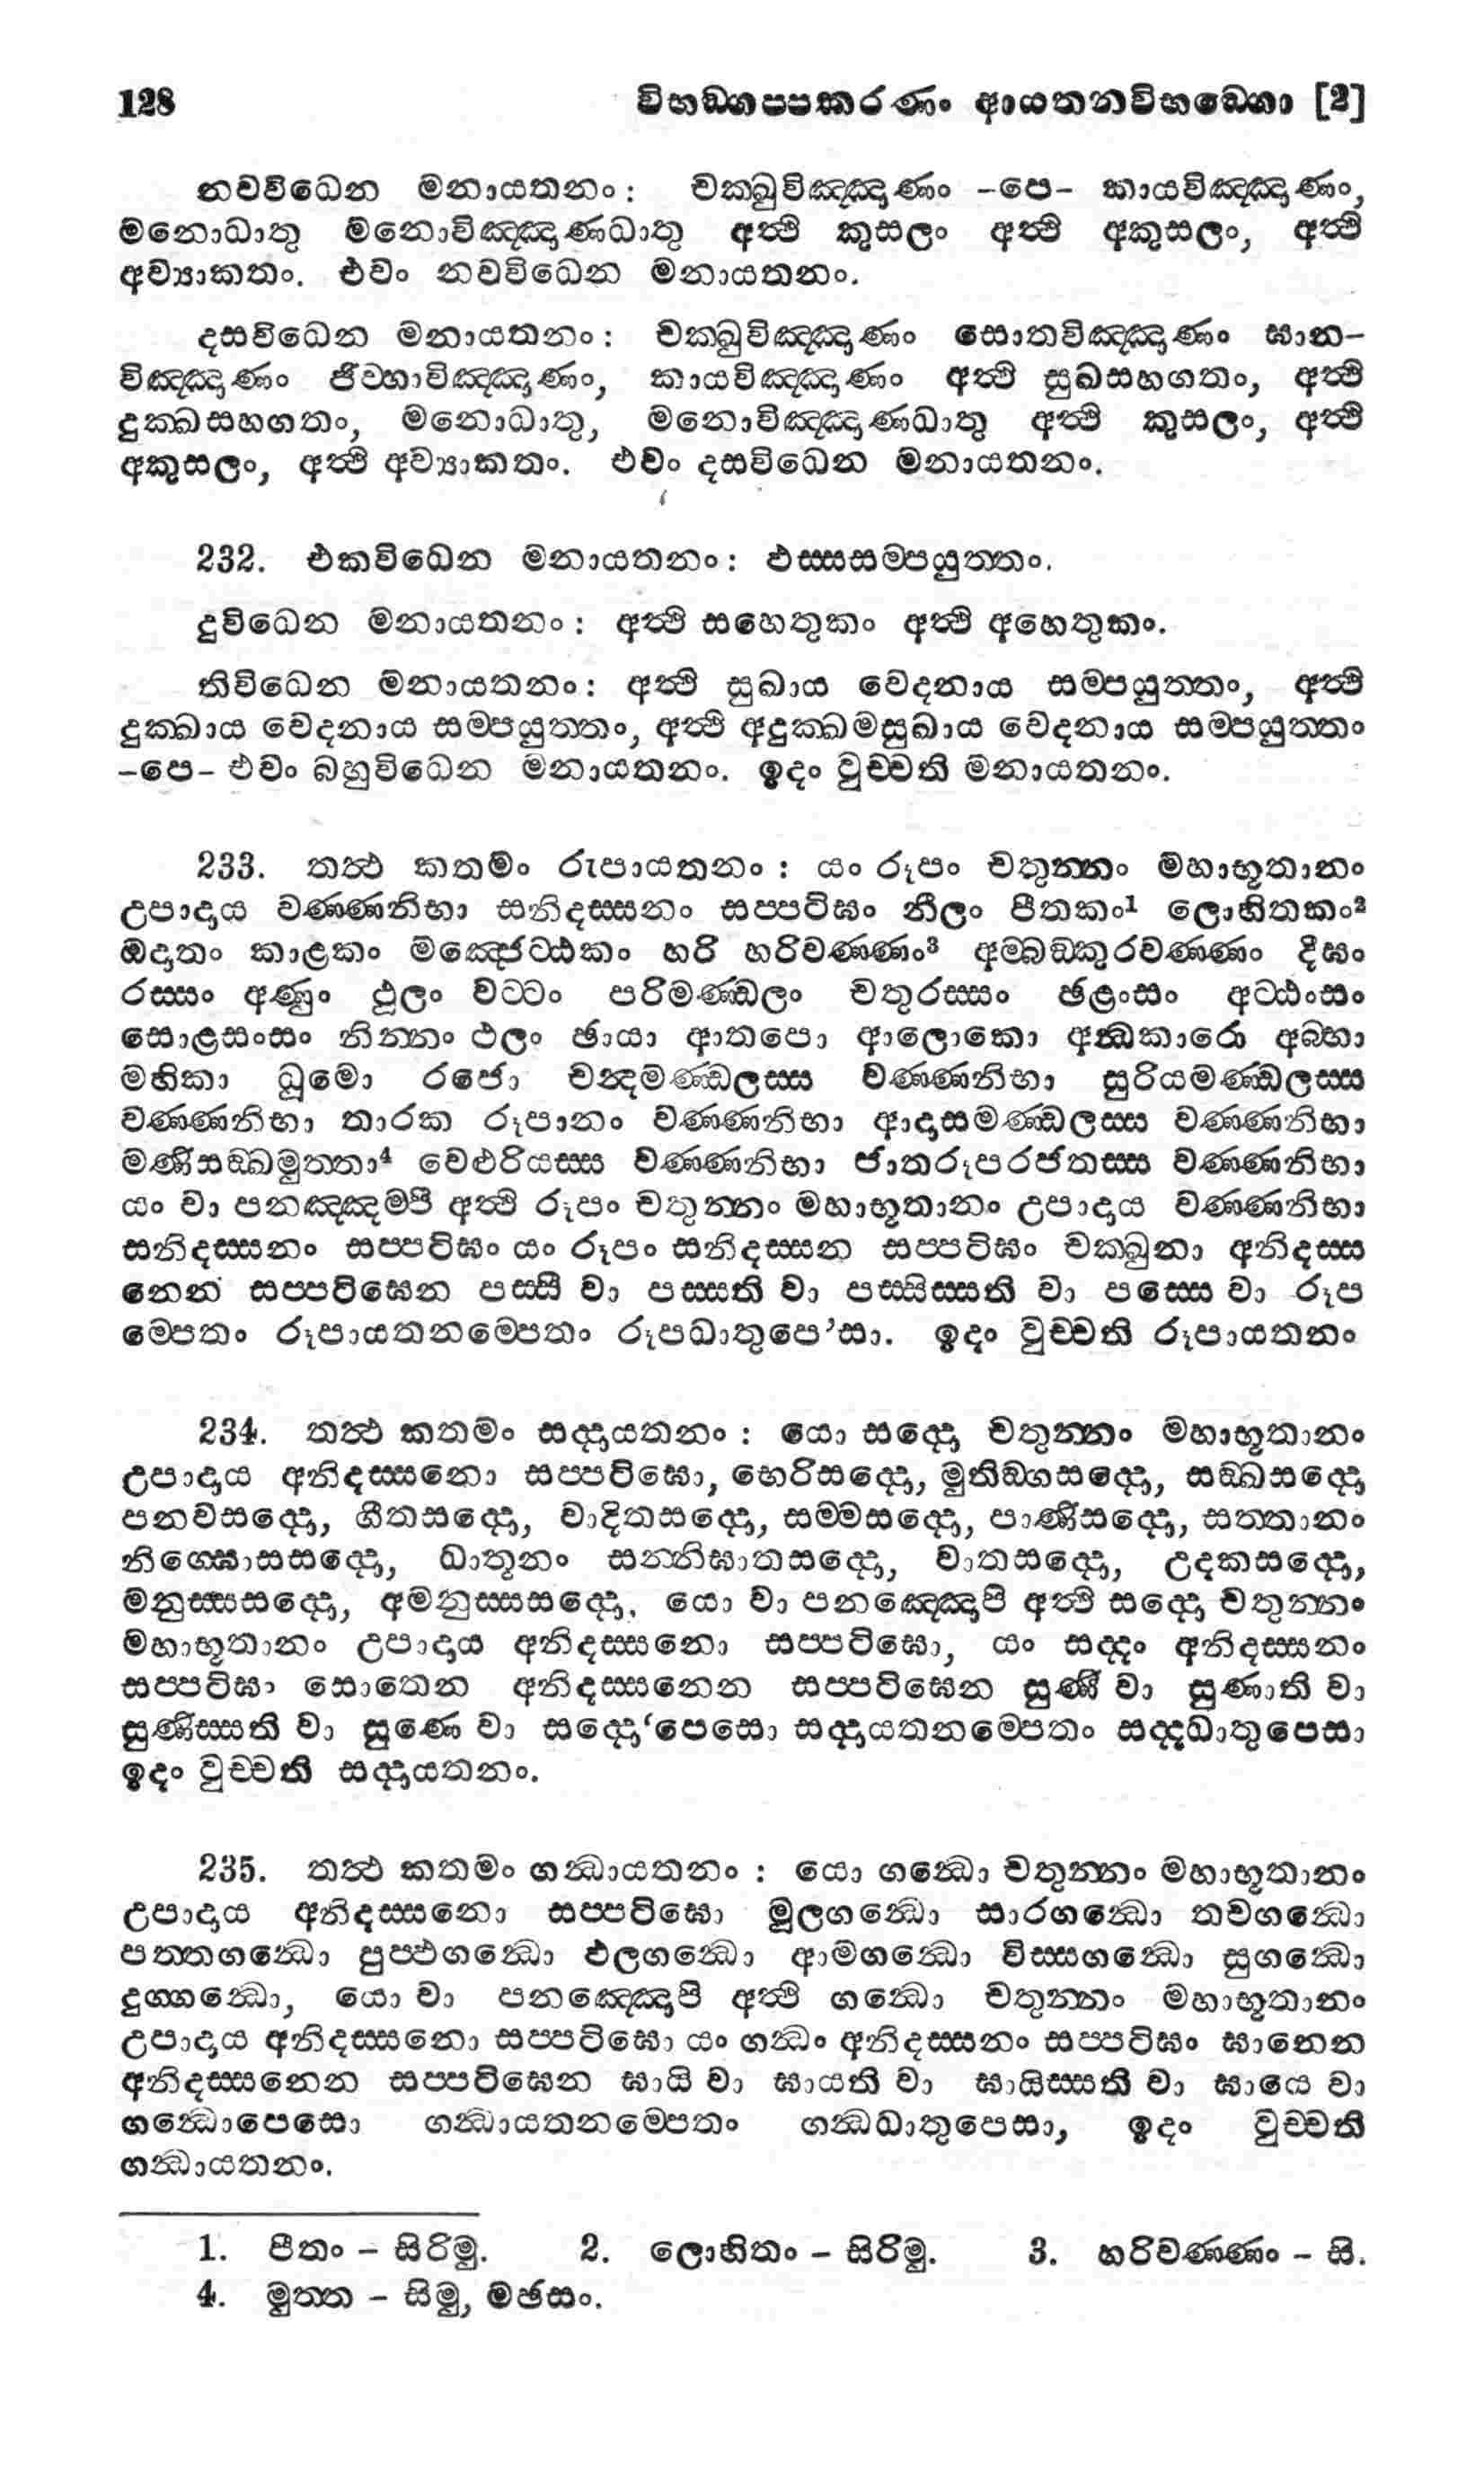 128 විභඞ්ගප්පකරණං ආයතනවිභඞ්ගො [2]
නවවිධෙන මනායතනං: චක්ඛුවිඤ්ඤාණං -පෙ- කායවිඤ්ඤාණං,
මනොධාතු මනොවිඤ්ඤාණධාතු අත්ථි කුසලං අත්ථි අකුසලං, අත්ථි
අව්‍යාකතං. එවං නවවිධෙන මනායතනං.
දසවිධෙන මනායතනං: චක්ඛුවිඤ්ඤාණං සොතවිඤ්ඤාණං ඝාන-
විඤ්ඤාණං ජිව්හාවිඤ්ඤාණං, කායවිඤ්ඤාණං අත්ථි සුඛසහගතං, අත්ථි
දුක්ඛසහගතං, මනොධාතු, මනොවිඤ්ඤාණධාතු අත්ථි කුසලං, අත්ථි
අකුසලං, අත්ථි අව්‍යාකතං. එවං දසවිධෙන මනායතනං.
232. එකවිධෙන මනායතනං: ඵස්සසම්පයුත්තං.
දුවිධෙන මනායතනං: අත්ථි සහෙතුකං අත්ථි අහෙතුකං.
තිවිධෙන මනායතනං: අත්ථි සුඛාය වෙදනාය සම්පයුත්තං, අත්ථි
දුක්ඛාය වෙදනාය සම්පයුත්තං, අත්ථි අදුක්ඛමසුඛාය වෙදනාය සම්පයුත්තං
-පෙ- එවං බහුවිධෙන මනායතනං. ඉදං වුච්චති මනායතනං.
233. තත්ථ කතමං රූපායතනං: යං රූපං චතුන්නං මහාභූතානං
උපාදාය වණ්ණනිභා සනිදස්සනං සප්පටිඝං නීලං පීතකං¹ ලොහිතකං²
ඔදාතං කාළකං මඤ්ජෙට්ඨකං හරි හරිවණ්ණං³ අම්බඞ්කුරවණ්ණං දීඝං
රස්සං අණුං ථූලං වට්ටං පරිමණ්ඩලං චතුරස්සං ඡළංසං අට්ඨංසං
සොළසංසං නින්නං ථලං ඡායා ආතපො ආලොකො අන්ධකාරො අබ්භා
මහිකා ධූමො රජො චන්දමණ්ඩලස්ස වණ්ණනිභා සුරියමණ්ඩලස්ස
වණ්ණනිභා තාරක රූපානං වණ්ණනිභා ආදාසමණ්ඩලස්ස වණ්ණනිභා
මණිසඞ්ඛමුත්තා⁴ වෙළුරියස්ස වණ්ණනිභා ජාතරූපරජතස්ස වණ්ණනිභා
යං වා පනඤ්ඤම්පි අත්ථි රූපං චතුන්නං මහාභූතානං උපාදාය වණ්ණනිභා
සනිදස්සනං සප්පටිඝං යං රූපං සනිදස්සන සප්පටිඝං චක්ඛුනා අනිදස්ස
නෙන සප්පටිඝෙන පස්සි වා පස්සති වා පස්සිස්සති වා පස්සෙ වා රූප
ම්පෙතං රූපායතනම්පෙතං රූපධාතුපෙ’සා. ඉදං වුච්චති රූපායතනං
234. තත්ථ කතමං සද්දායතනං: යො සද්දො චතුන්නං මහාභූතානං
උපාදාය අනිදස්සනො සප්පටිඝො, භෙරිසද්දො, මුතිඞ්ගසද්දො, සඞ්ඛසද්දො
පනවසද්දො, ගීතසද්දො, වාදිතසද්දො, සම්මසද්දො, පාණිසද්දො, සත්තානං
නිග්ඝොසසද්දො, ධාතූනං සන්නිඝාතසද්දො, වාතසද්දො, උදකසද්දො,
මනුස්සසද්දො, අමනුස්සසද්දො, යො වා පනඤ්ඤොපි අත්ථි සද්දො චතුන්නං
මහාභූතානං උපාදාය අනිදස්සනො සප්පටිඝො, යං සද්දං අනිදස්සනං
සප්පටිඝා සොතෙන අනිදස්සනෙන සප්පටිඝෙන සුණි වා සුණාති වා
සුණිස්සති වා සුණෙ වා සද්දො‘පෙසො සද්දායතනම්පෙතං සද්දධාතුපෙසා
ඉදං වුච්චති සද්දායතනං.
235. තත්ථ කතමං ගන්ධායතනං: යො ගන්ධො චතුන්නං මහාභූතානං
උපාදාය අනිදස්සනො සප්පටිඝො මූලගන්ධො සාරගන්ධො තචගන්ධො
පත්තගන්ධො පුප්ඵගන්ධො ඵලගන්ධො ආමගන්ධො විස්සගන්ධො සුගන්ධො
දුග්ගන්ධො, යො වා පනඤ්ඤොපි අත්ථි ගන්ධො චතුන්නං මහාභූතානං
උපාදාය අනිදස්සනො සප්පටිඝො යං ගන්ධං අනිදස්සනං සප්පටිඝං ඝානෙන
අනිදස්සනෙන සප්පටිඝෙන ඝායි වා ඝායති වා ඝායිස්සති වා ඝායෙ වා
ගන්ධොපෙසො ගන්ධායතනම්පෙතං ගන්ධධාතුපෙසා, ඉදං වුච්චති
ගන්ධායතනං.
1. පීතං - සිරිමු. 2. ලොහිතං - සිරිමු. 3. හරිවණ්ණං - සි.
4. මුත්ත - සිමු, මඡසං.